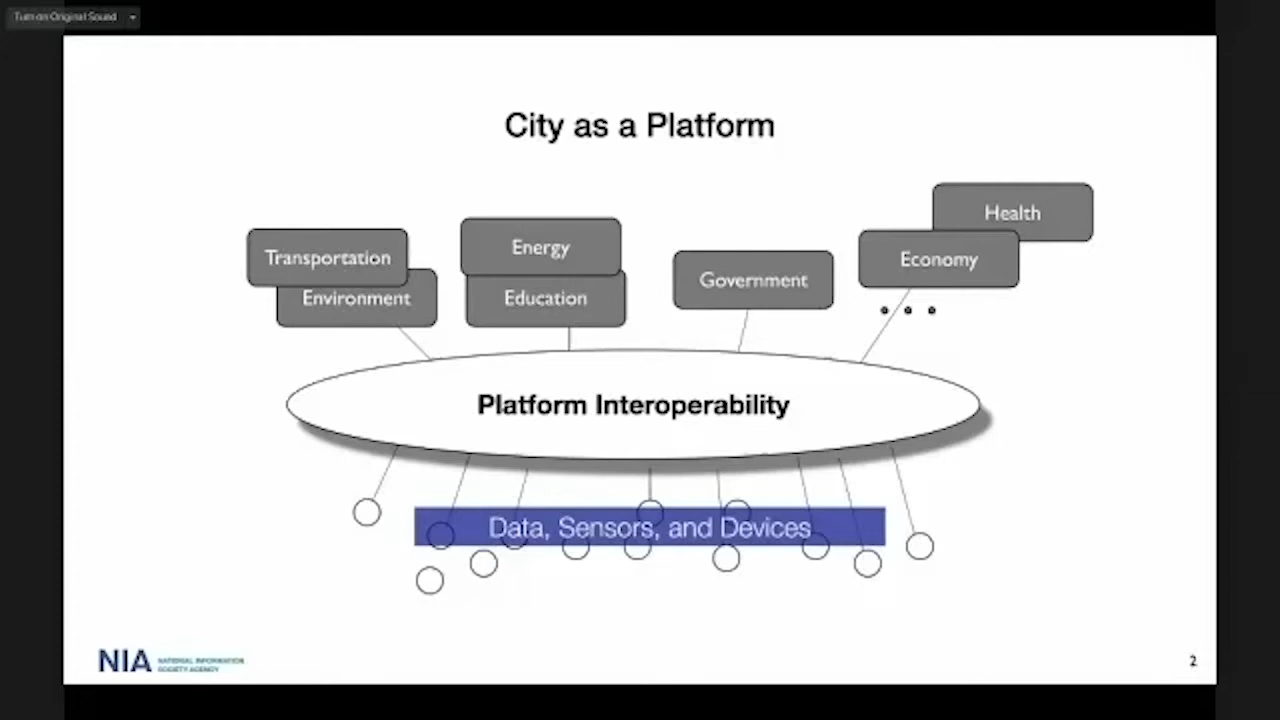 Turn on Original Sound
City as a Platform
Health
Energy
Transportation
Economy
Government
Environment
Education
Platform Interoperability
Data, Sensors, and Devices
NIA NATIONAL INFORMATION
SOCIETY AGENCY
2